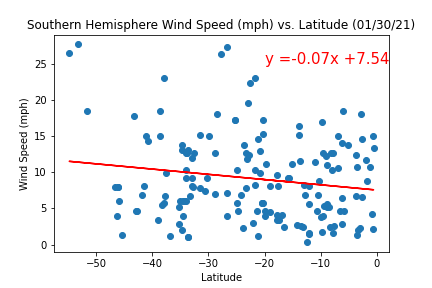 Southern Hemisphere Wind Speed (mph) vs. Latitude (01/30/21)
y =-0.07x +7.54
Wind Speed (mph)
25
20
15
10
5
0
−50 −40 −30 −20 −10 0
Latitude